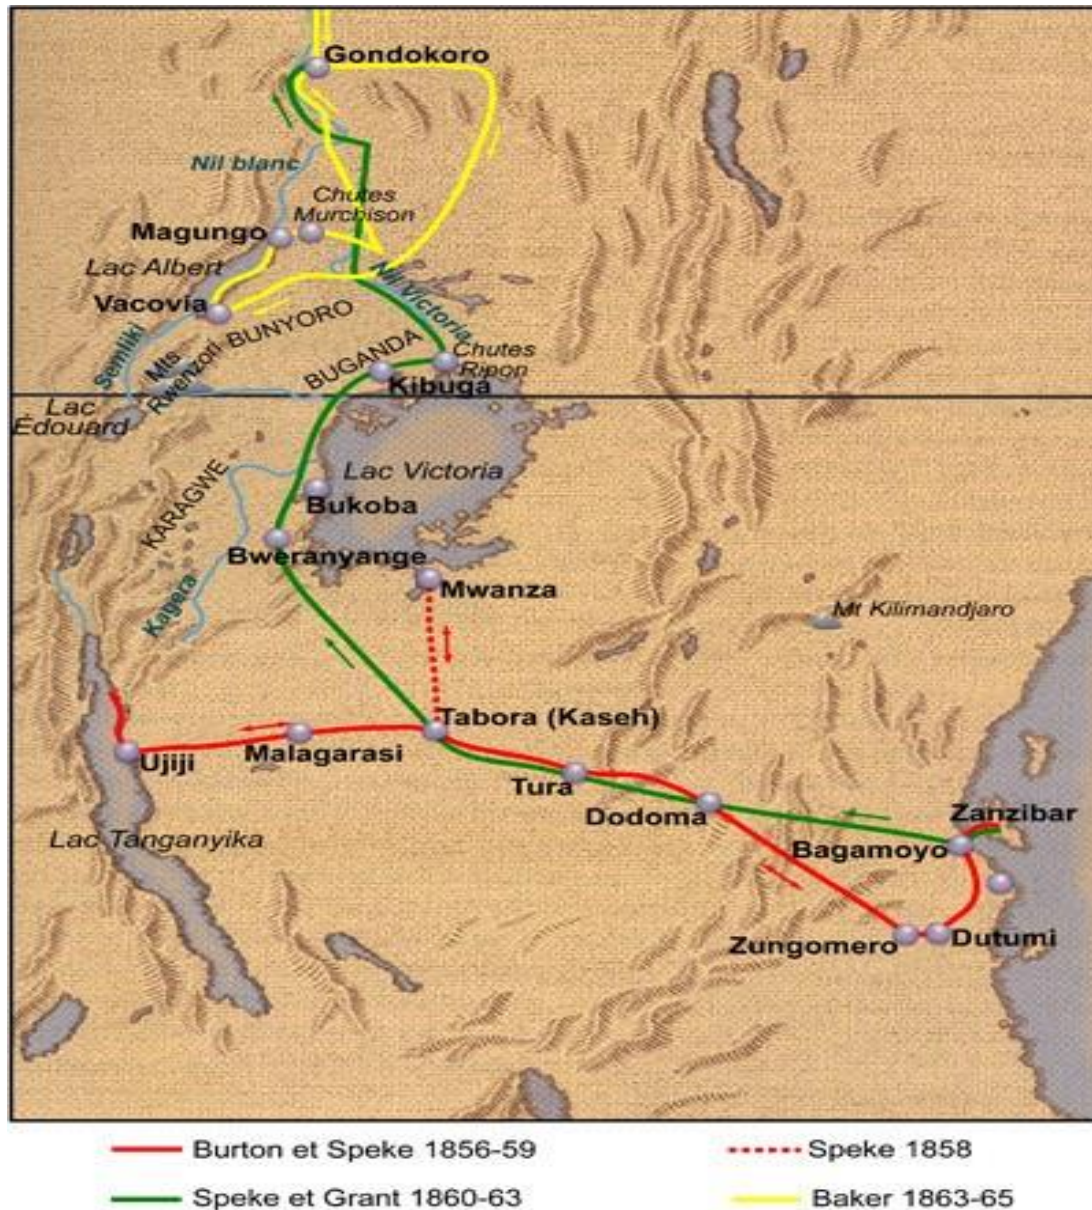 Gondokoro
Nil blanc
Chutes
Murchison
Magungo
Lac Albert
Nil Victoria
Vacovia
BUNYORO
Semliki
Mts
Rwenzori
BUGANDA
Chutes
Ripon
Kibuga
Lac
Édouard
Lac Victoria
KARAGWE
Bukoba
Bweranyange
Mwanza
Kagera
Mt Kilimandjaro
Tabora (Kaseh)
Malagarasi
Ujiji
Tura
Dodoma
Zanzibar
Lac Tanganyika
Bagamoyo
Zungomero
Dutumi
Burton et Speke 1856-59
Speke 1858
Speke et Grant 1860-63
Baker 1863-65